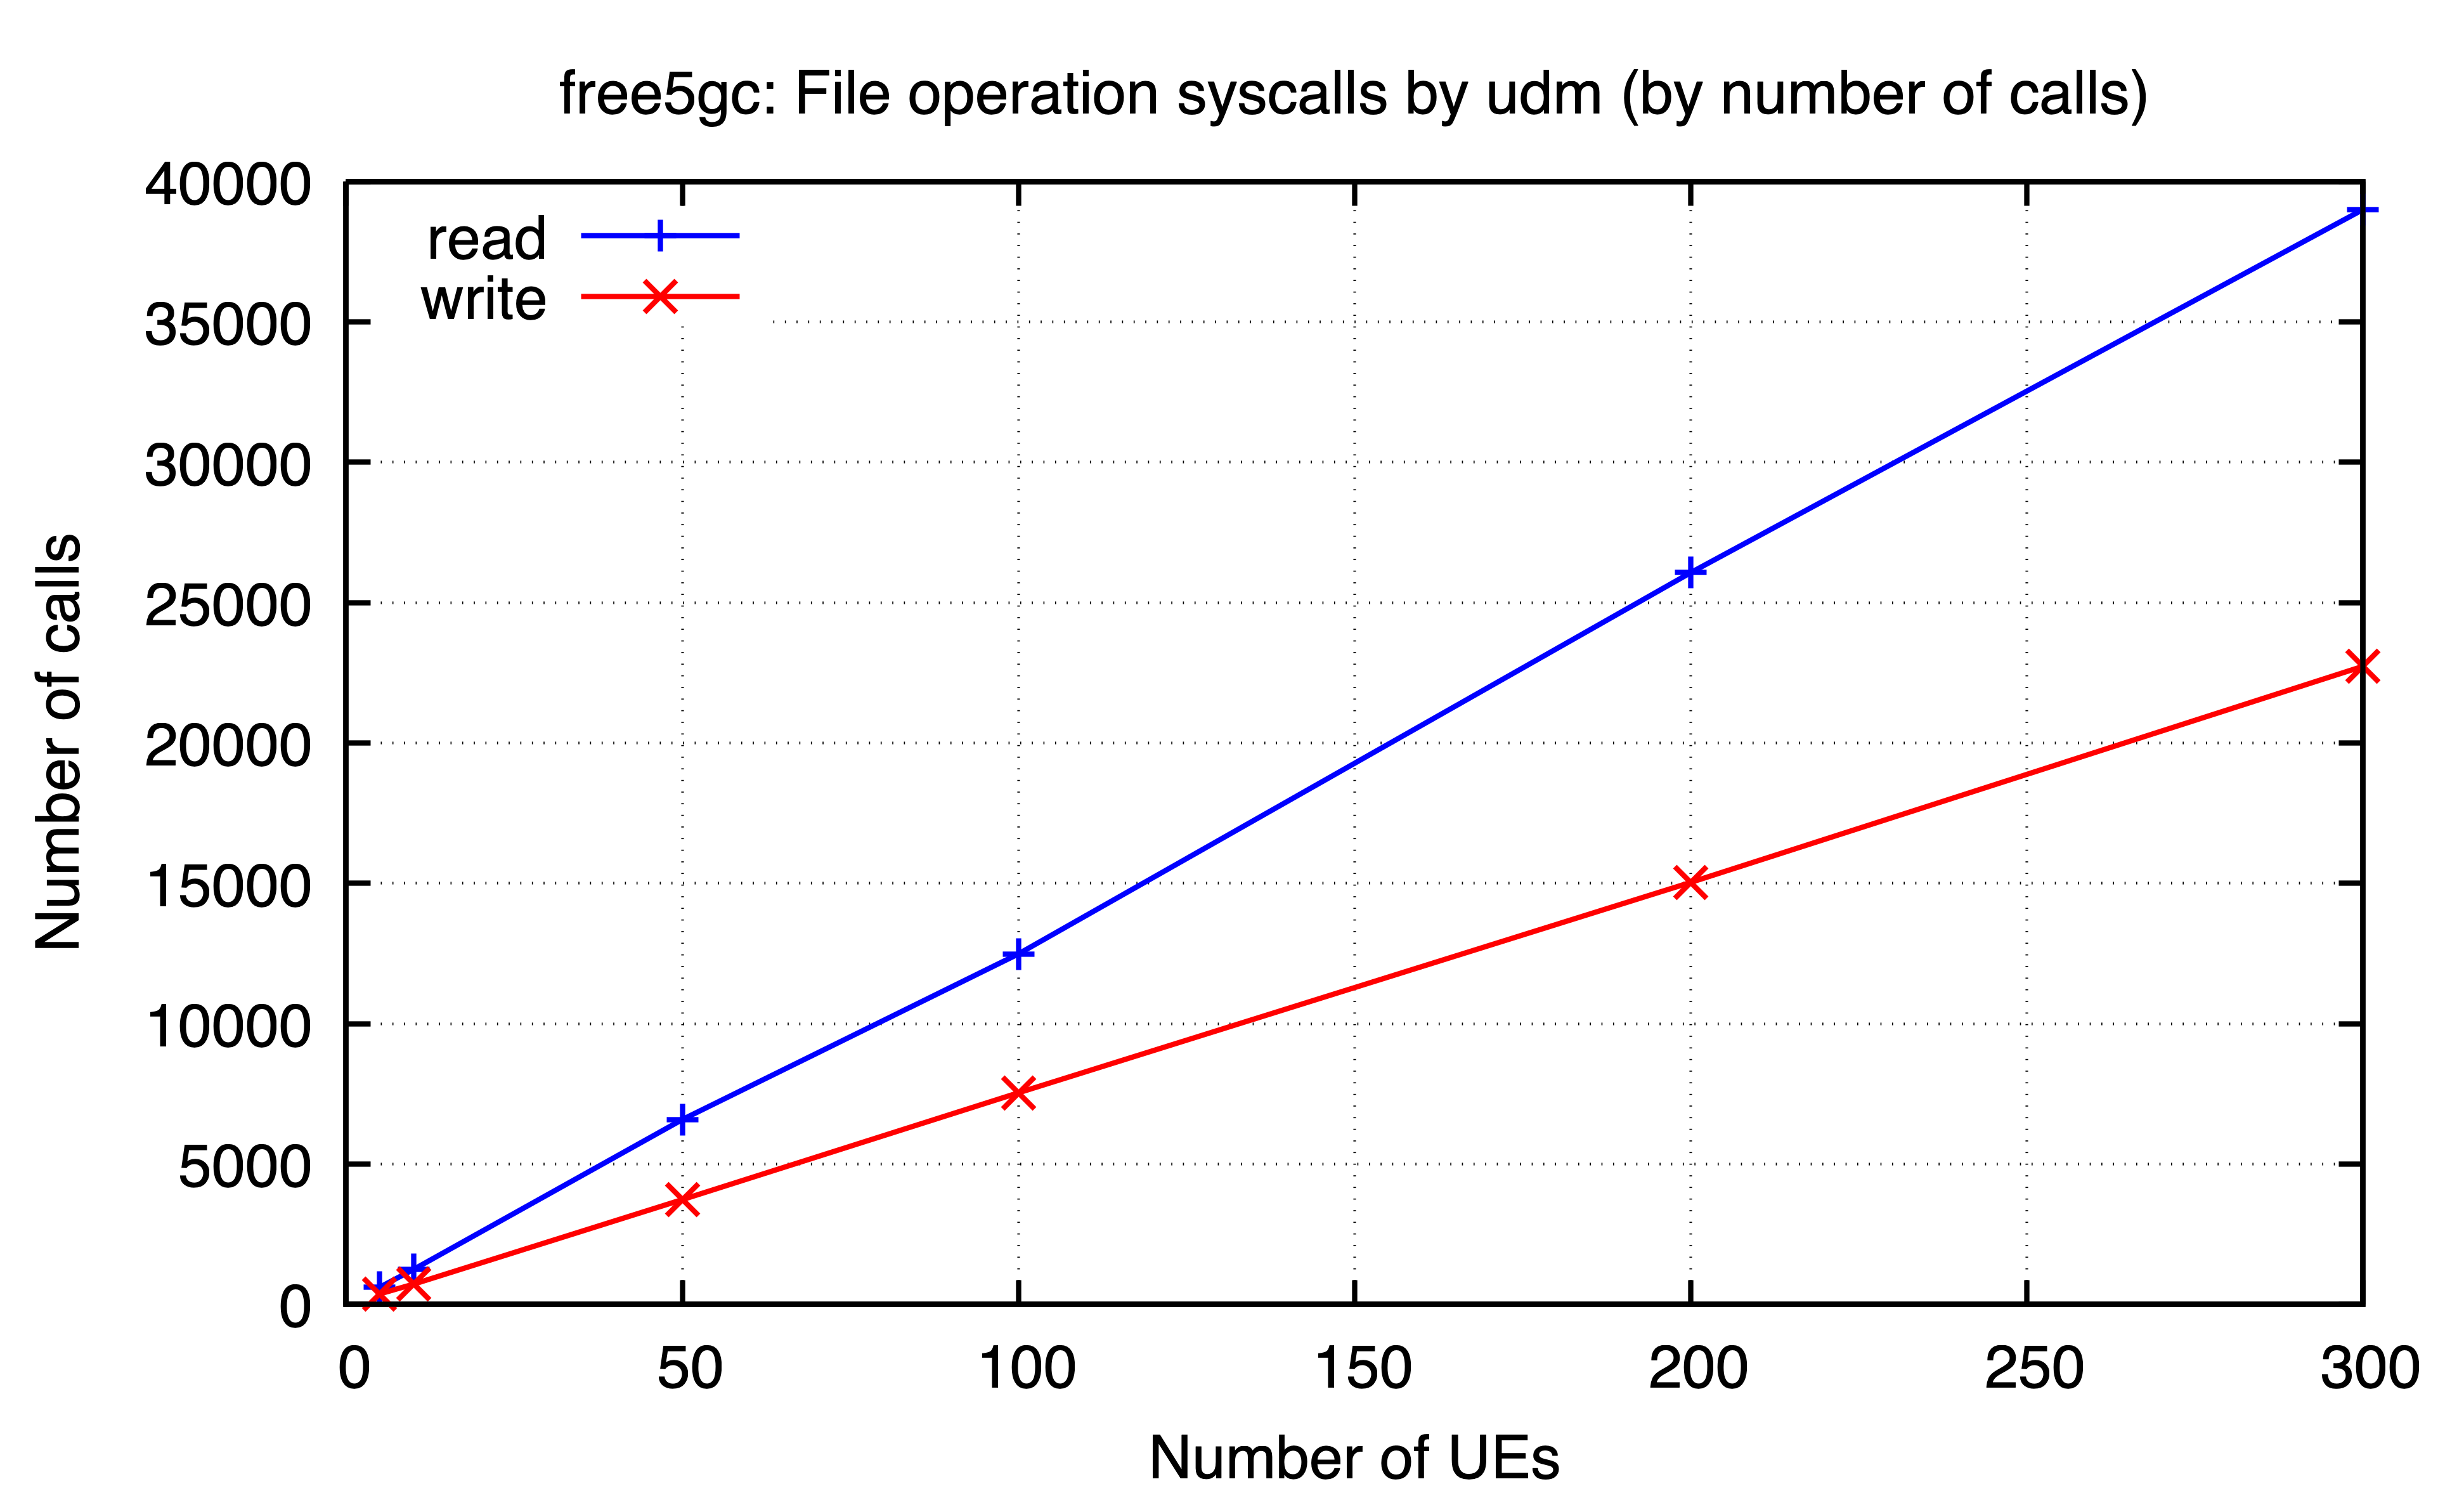 free5gc: File operation syscalls by udm (by number of calls)
40000
35000
30000
25000
20000
15000
10000
5000
0
read
write
Number of calls
0 50 100 150 200 250 300
Number of UEs